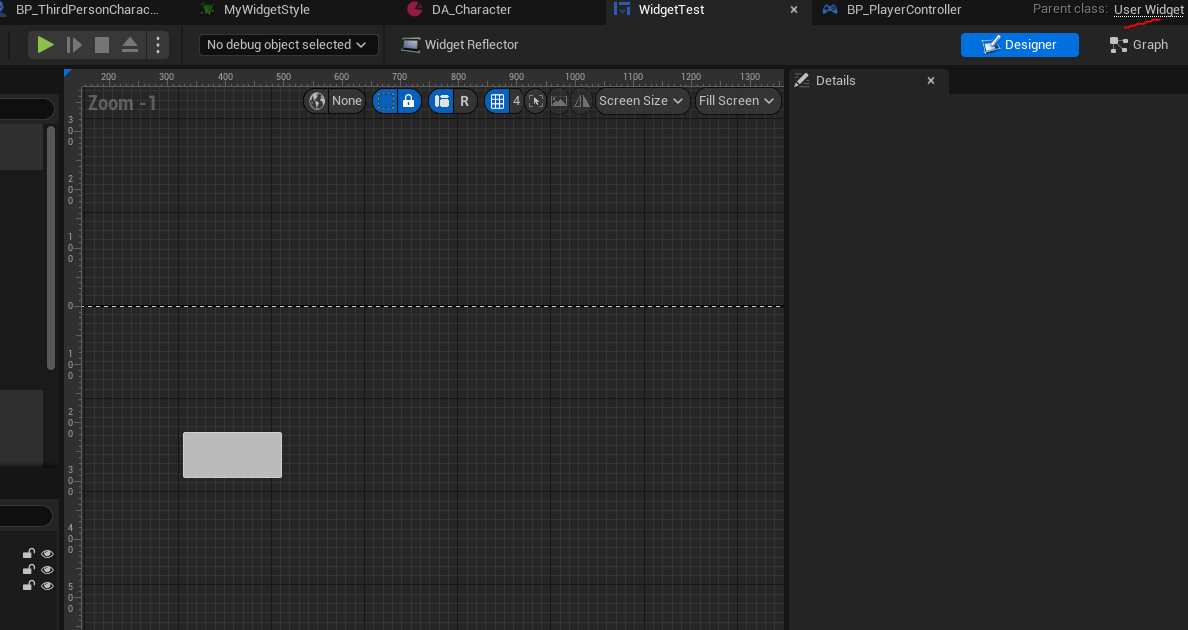 BP_ThirdPersonCharac...
MyWidgetStyle
DA_Character
WidgetTest
BP_PlayerController
Parent class: User Widget
No debug object selected
Widget Reflector
Designer
Graph
200 300 400 500 600 700 800 900 1000 1100 1200 1300
Zoom -1
None
R
4
Screen Size
Fill Screen
Details
300
200
100
0
100
200
300
400
500